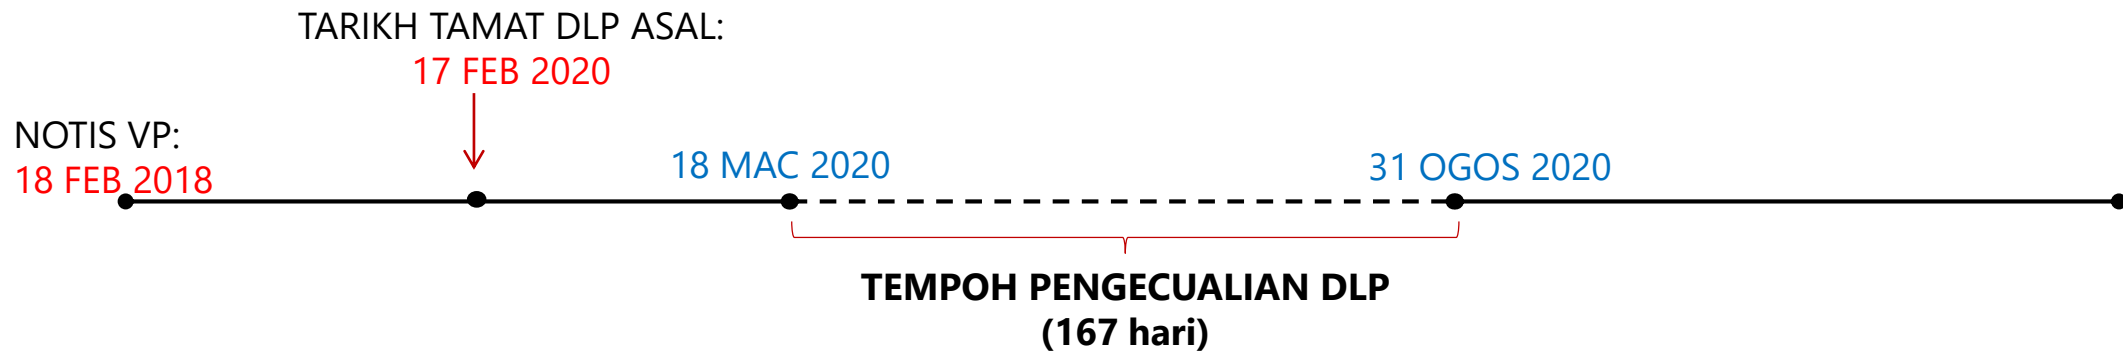 TARIKH TAMAT DLP ASAL:
17 FEB 2020
NOTIS VP:
18 FEB 2018
18 MAC 2020
31 OGOS 2020
TEMPOH PENGECUALIAN DLP
(167 hari)